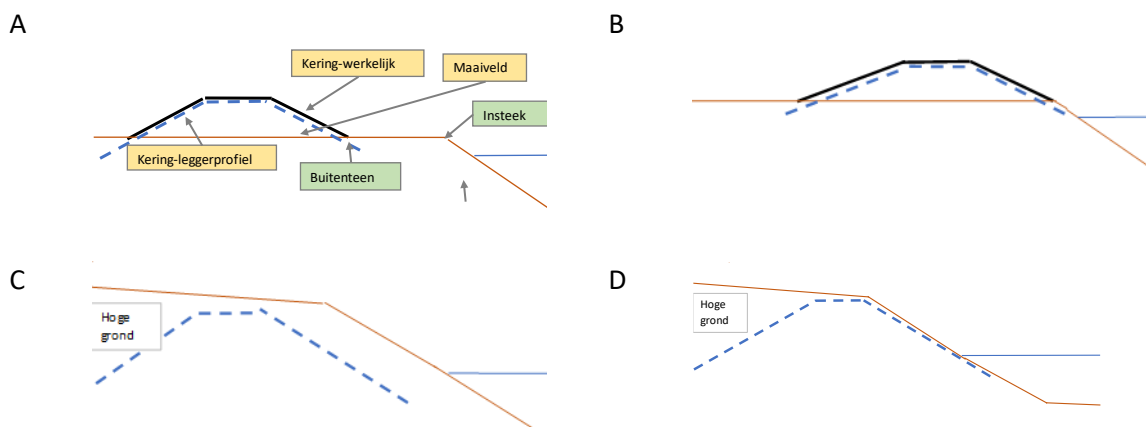 A
B
Kering-werkelijk
Maaiveld
Insteek
Kering-leggerprofiel
Buitenteen
C
D
Hoge
grond
Hoge
grond